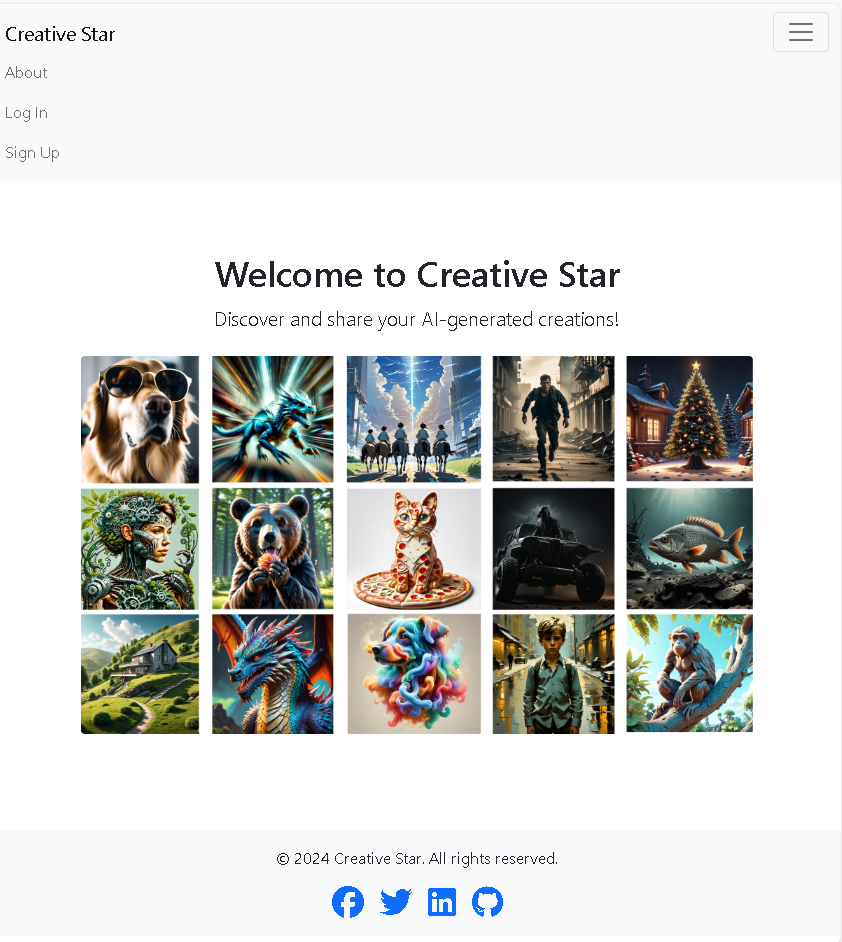 Creative Star
About
Log In
Sign Up
Welcome to Creative Star
Discover and share your AI-generated creations!
© 2024 Creative Star. All rights reserved.